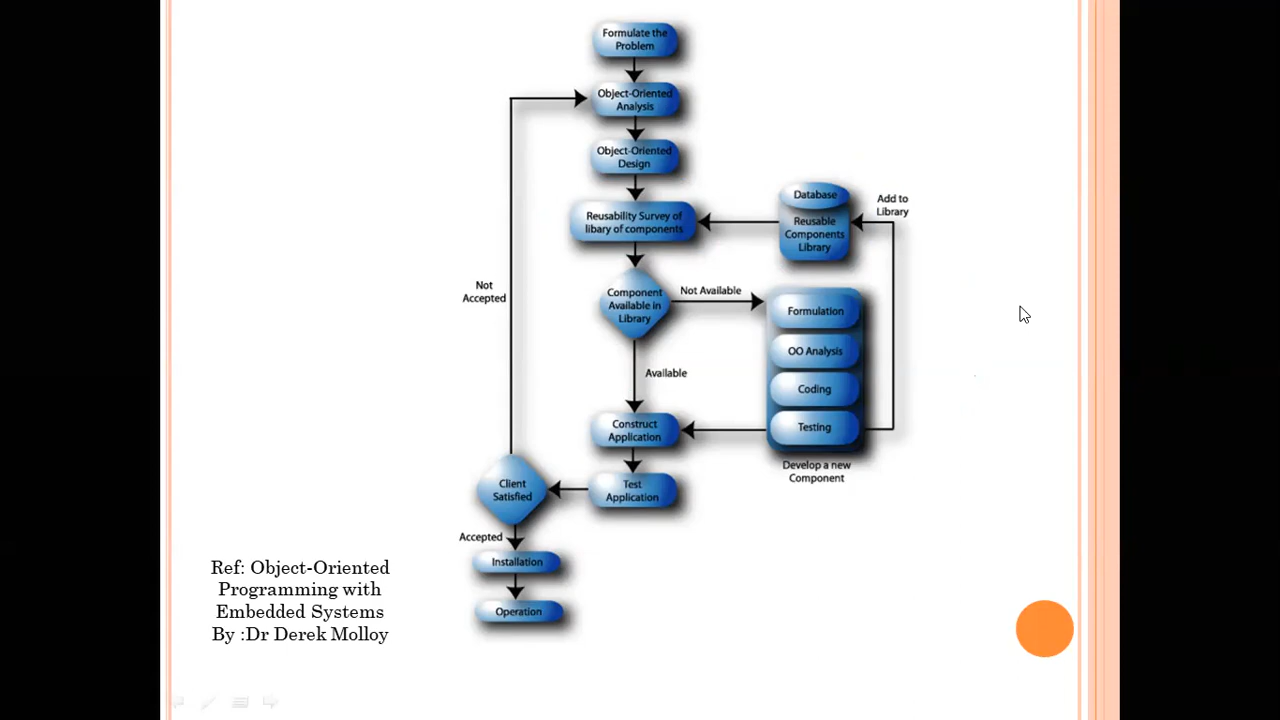 Formulate the
Problem
Object-Oriented
Analysis
Object-Oriented
Design
Reusability Survey of
libary of components
Database
Reusable
Components
Library
Add to
Library
Not
Accepted
Component
Available in
Library
Not Available
Available
Formulation
OO Analysis
Coding
Testing
Develop a new
Component
Construct
Application
Test
Application
Client
Satisfied
Accepted
Installation
Operation
Ref: Object-Oriented
Programming with
Embedded Systems
By :Dr Derek Molloy